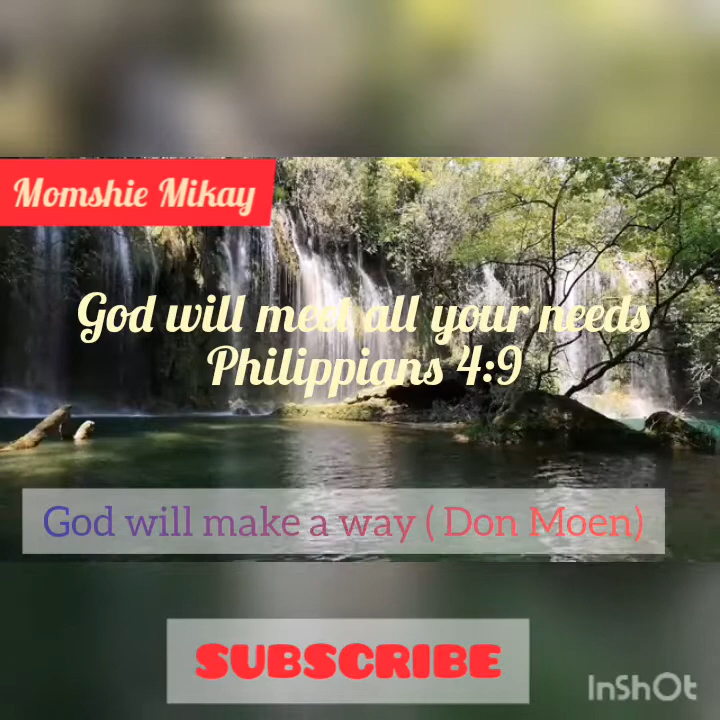 Momshie Mikay
God will meet all your needs
Philippians 4:9
God will make a way ( Don Moen)
SUBSCRIBE
InShOt